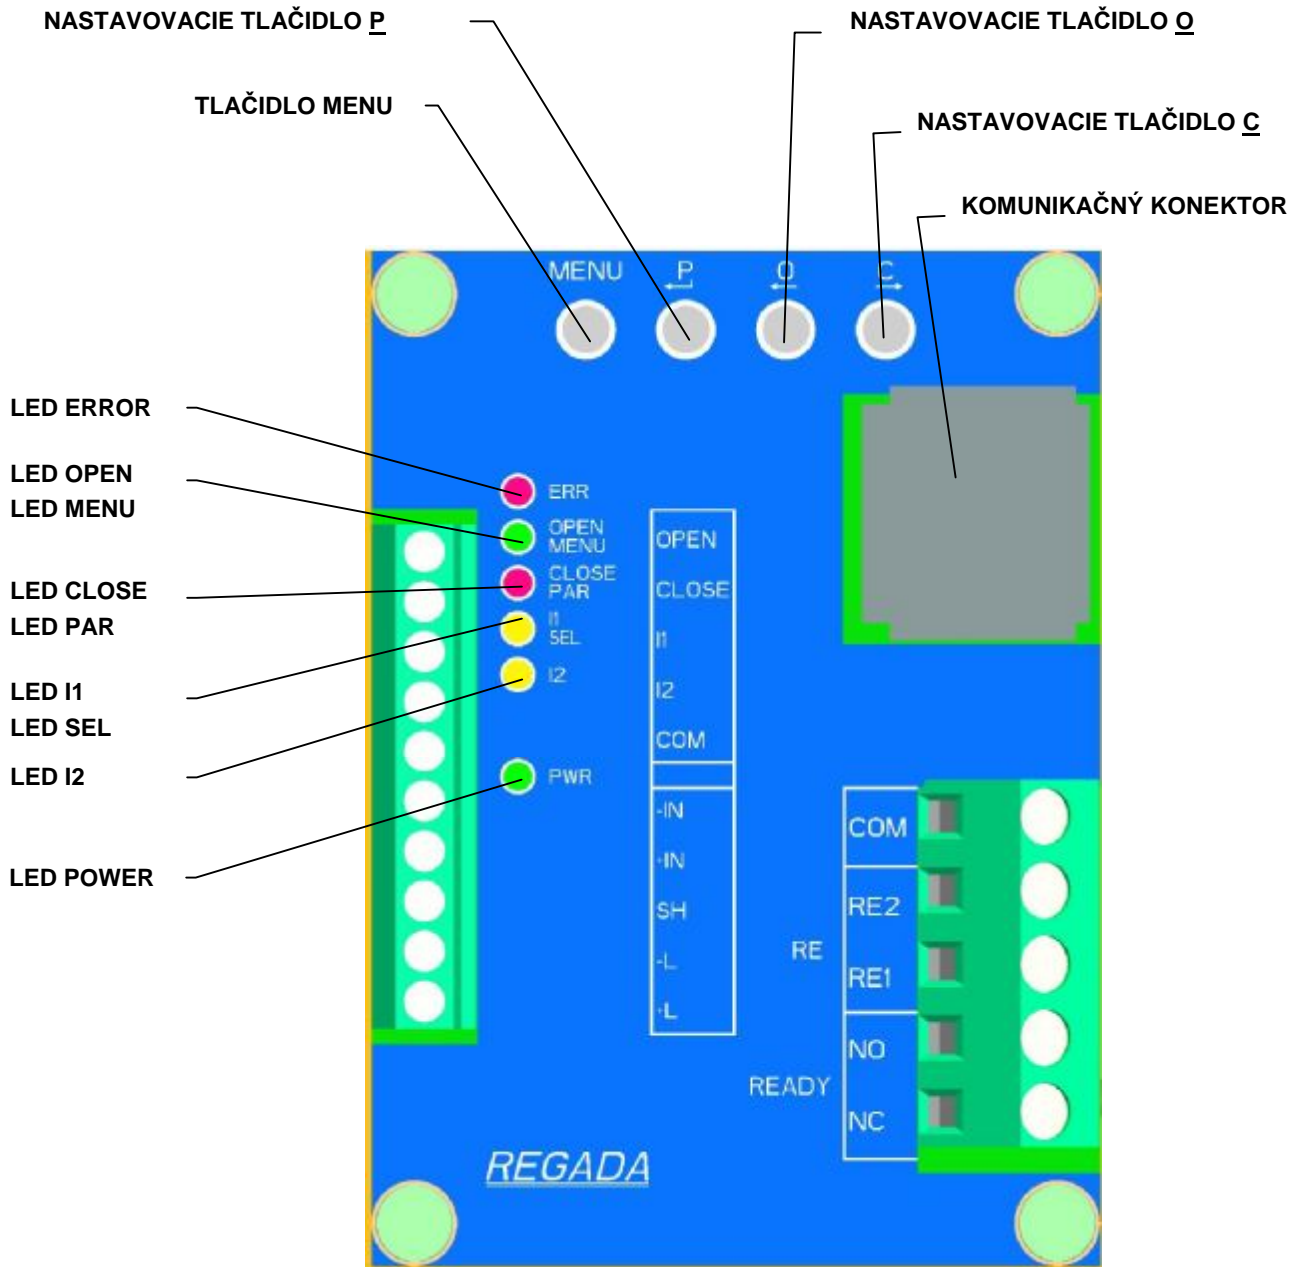 NASTAVOVACIE TLAČIDLO P
NASTAVOVACIE TLAČIDLO O
TLAČIDLO MENU
NASTAVOVACIE TLAČIDLO C
KOMUNIKAČNÝ KONEKTOR
MENU P O C
LED ERROR
LED OPEN
LED MENU
LED CLOSE
LED PAR
LED I1
LED SEL
LED I2
LED POWER
ERR
OPEN
MENU
CLOSE
PAR
I1
SEL
I2
PWR
OPEN
CLOSE
I1
I2
COM
-IN
-IN
SH
-L
-L
COM
RE2
RE
RE1
NO
READY
NC
REGADA